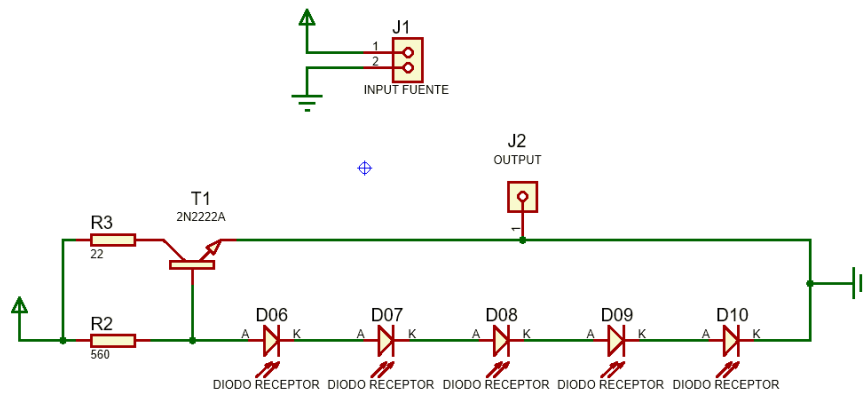 J1
1
2
INPUT FUENTE
J2
OUTPUT
1
T1
2N2222A
R3
22
R2
560
D06
A
K
DIODO RECEPTOR
D07
A
K
DIODO RECEPTOR
D08
A
K
DIODO RECEPTOR
D09
A
K
DIODO RECEPTOR
D10
A
K
DIODO RECEPTOR